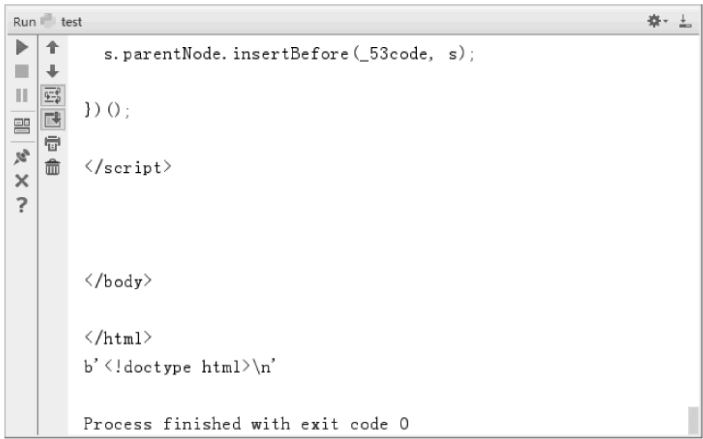 Run test
s.parentNode.insertBefore(_53code, s);
})();
</script>
</body>
</html>
b'<!doctype html>\n'
Process finished with exit code 0